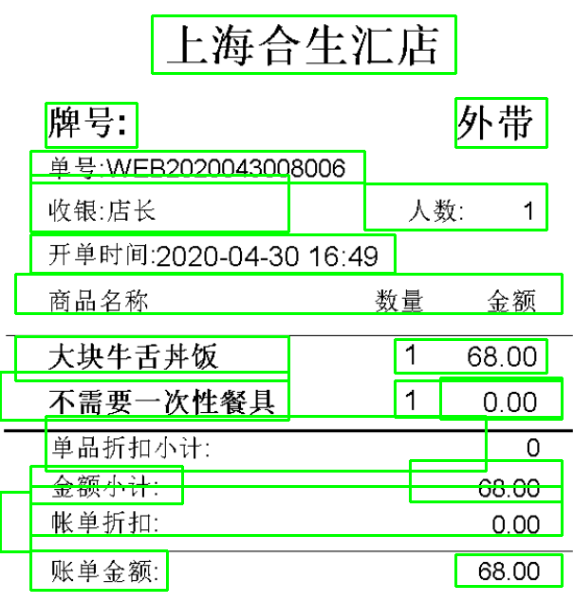 上海合生汇店
牌号: 外带
单号:WEB2020043008006
收银:店长 人数: 1
开单时间:2020-04-30 16:49
商品名称 数量 金额
大块牛舌丼饭 1 68.00
不需要一次性餐具 1 0.00
单品折扣小计: 0
金额小计: 68.00
帐单折扣: 0.00
账单金额: 68.00